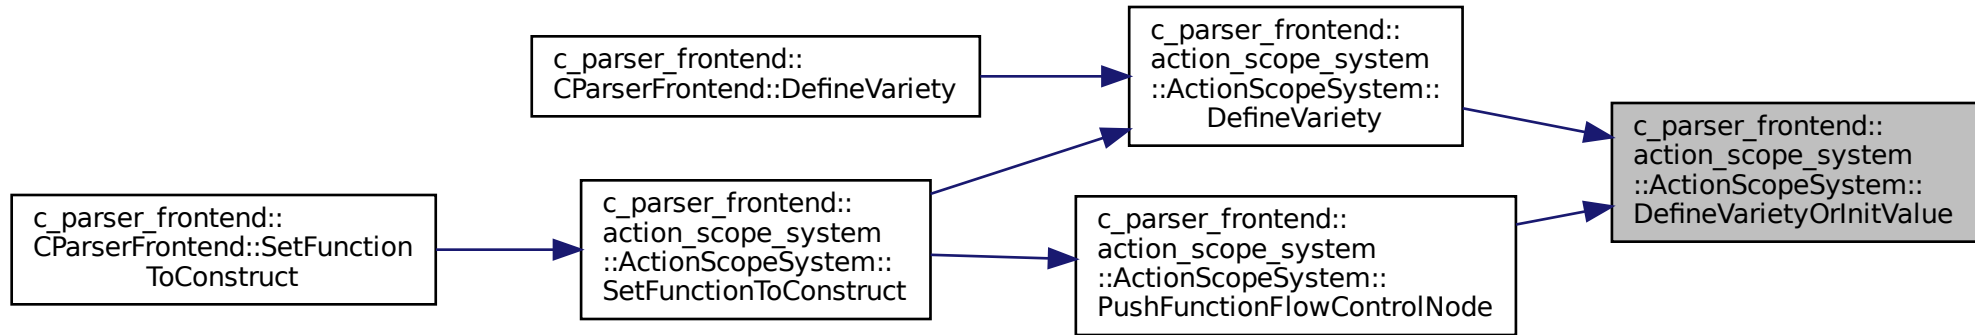 c_parser_frontend::
CParserFrontend::SetFunction
ToConstruct
c_parser_frontend::
CParserFrontend::DefineVariety
c_parser_frontend::
action_scope_system
::ActionScopeSystem::
SetFunctionToConstruct
c_parser_frontend::
action_scope_system
::ActionScopeSystem::
DefineVariety
c_parser_frontend::
action_scope_system
::ActionScopeSystem::
PushFunctionFlowControlNode
c_parser_frontend::
action_scope_system
::ActionScopeSystem::
DefineVarietyOrInitValue